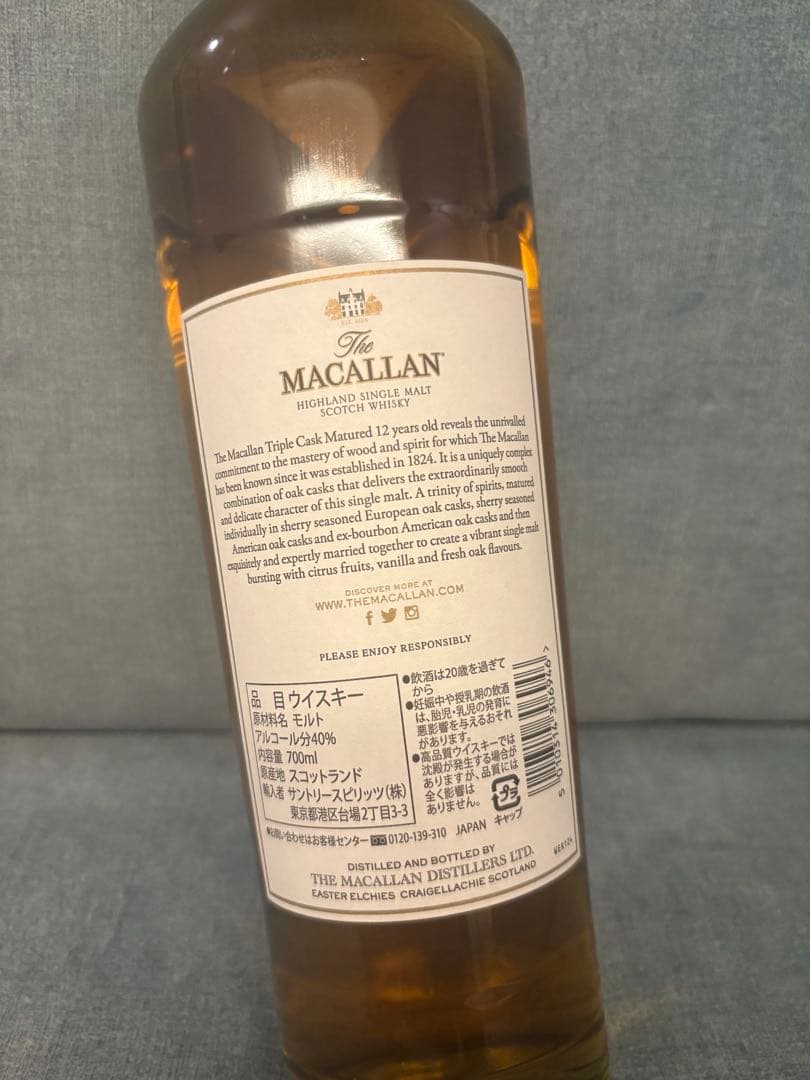 EST. 1824
The
MACALLAN
HIGHLAND SINGLE MALT
SCOTCH WHISKY
The Macallan Triple Cask Matured 12 years old reveals the unrivalled
commitment to the mastery of wood and spirit for which The Macallan
has been known since it was established in 1824. It is a uniquely complex
combination of oak casks that delivers the extraordinarily smooth
and delicate character of this single malt. A trinity of spirits, matured
individually in sherry seasoned European oak casks, sherry seasoned
American oak casks and ex-bourbon American oak casks and then
exquisitely and expertly married together to create a vibrant single malt
bursting with citrus fruits, vanilla and fresh oak flavours.
DISCOVER MORE AT
WWW.THEMACALLAN.COM
PLEASE ENJOY RESPONSIBLY
品 目 ウイスキー
原材料名 モルト
アルコール分40%
内容量 700ml
原産地 スコットランド
輸入者 サントリースピリッツ(株)
東京都港区台場2丁目3-3
●飲酒は20歳を過ぎて
から
●妊娠中や授乳期の飲酒
は、胎児・乳児の発育に
悪影響を与えるおそれ
があります。
●高品質ウイスキーでは
沈殿が発生する場合が
ありますが、品質には
全く影響は
ありません。
プラ
キャップ
5 010314 306946 >
●お問い合わせはお客様センター 0120-139-310 JAPAN
DISTILLED AND BOTTLED BY
THE MACALLAN DISTILLERS LTD.
EASTER ELCHIES CRAIGELLACHIE SCOTLAND